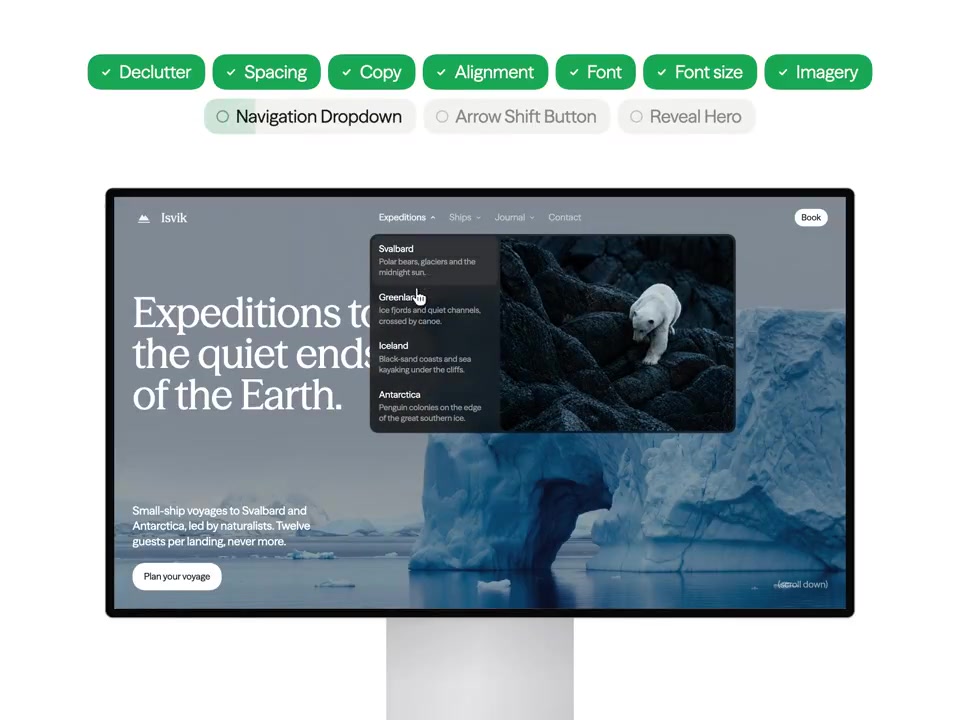 Declutter
Spacing
Copy
Alignment
Font
Font size
Imagery
Navigation Dropdown
Arrow Shift Button
Reveal Hero
Isvik
Expeditions
Ships
Journal
Contact
Book
Svalbard
Polar bears, glaciers and the
midnight sun.
Greenland
Ice fjords and quiet channels,
crossed by canoe.
Iceland
Black-sand coasts and sea
kayaking under the cliffs.
Antarctica
Penguin colonies on the edge
of the great southern ice.
Expeditions to
the quiet ends
of the Earth.
Small-ship voyages to Svalbard and
Antarctica, led by naturalists. Twelve
guests per landing, never more.
Plan your voyage
(scroll down)